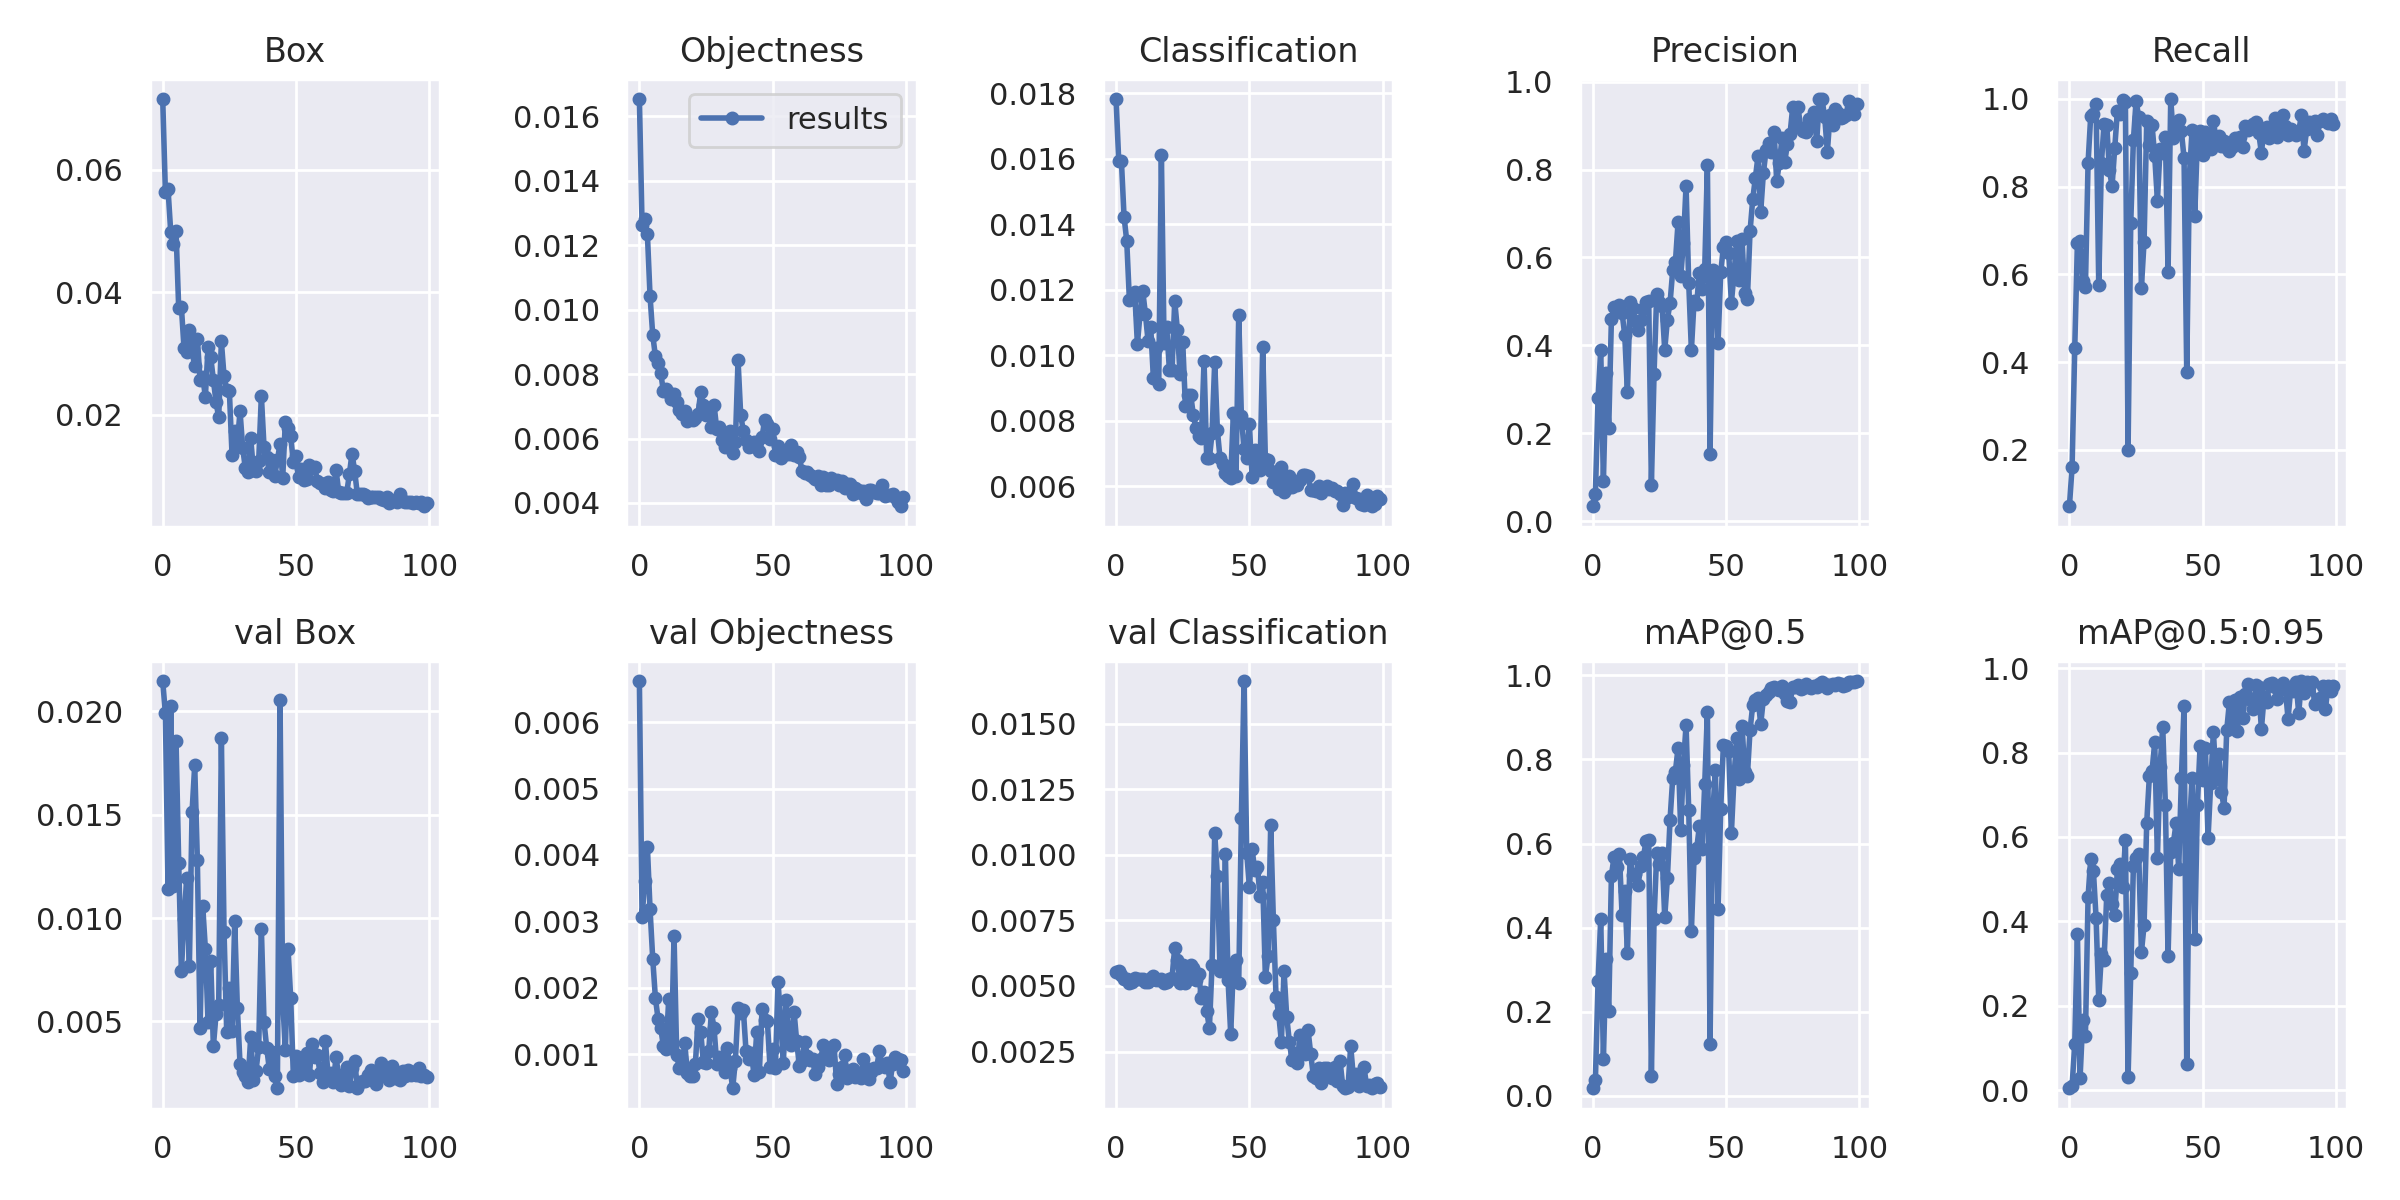 Box
0.06
0.04
0.02
0 50 100
Objectness
results
0.016
0.014
0.012
0.010
0.008
0.006
0.004
0 50 100
Classification
0.018
0.016
0.014
0.012
0.010
0.008
0.006
0 50 100
Precision
1.0
0.8
0.6
0.4
0.2
0.0
0 50 100
Recall
1.0
0.8
0.6
0.4
0.2
0 50 100
val Box
0.020
0.015
0.010
0.005
0 50 100
val Objectness
0.006
0.005
0.004
0.003
0.002
0.001
0 50 100
val Classification
0.0150
0.0125
0.0100
0.0075
0.0050
0.0025
0 50 100
mAP@0.5
1.0
0.8
0.6
0.4
0.2
0.0
0 50 100
mAP@0.5:0.95
1.0
0.8
0.6
0.4
0.2
0.0
0 50 100